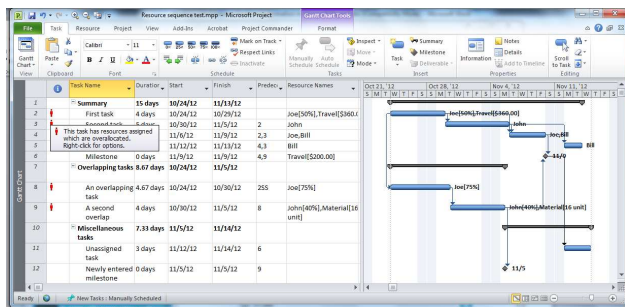 Resource sequence test.mpp - Microsoft Project
Gantt Chart Tools
File Task Resource Project View Add-Ins Acrobat Project Commander Format
Gantt Chart
Paste
Calibri 11
B I U A
Mark on Track
Respect Links
Inactivate
Manually Schedule
Auto Schedule
Inspect
Move
Mode
Task
Summary
Milestone
Deliverable
Information
Notes
Details
Add to Timeline
Scroll to Task
View Clipboard Font Schedule Tasks Insert Properties Editing
Task Name Duration Start Finish Predec Resource Names
Oct 21, '12 Oct 28, '12 Nov 4, '12 Nov 11, '12
S M T W T F S S M T W T F S S M T W T F S S M T W T F S
1 Summary 15 days 10/24/12 11/13/12
2 First task 4 days 10/24/12 10/29/12 Joe[50%],Travel[$360.0
Joe[50%],Travel[$360.00]
3 Second task 4 days 10/30/12 11/5/12 2 John
John
This task has resources assigned
which are overallocated.
Right-click for options.
4 days 11/6/12 11/9/12 2,3 Joe,Bill
Joe,Bill
2 days 11/12/12 11/13/12 4,3 Bill
Bill
Milestone 0 days 11/9/12 11/9/12 4,9 Travel[$200.00]
11/9
7 Overlapping tasks 8.67 days 10/24/12 11/5/12
8 An overlapping task 4.67 days 10/24/12 10/30/12 2SS Joe[75%]
Joe[75%]
9 A second overlap 4 days 10/30/12 11/5/12 8 John[40%],Material[16 unit]
John[40%],Material[16 unit]
10 Miscellaneous tasks 7.33 days 11/5/12 11/14/12
11 Unassigned task 3 days 11/12/12 11/14/12 6
12 Newly entered milestone 0 days 11/5/12 11/5/12 9
11/5
Gantt Chart
Ready New Tasks : Manually Scheduled